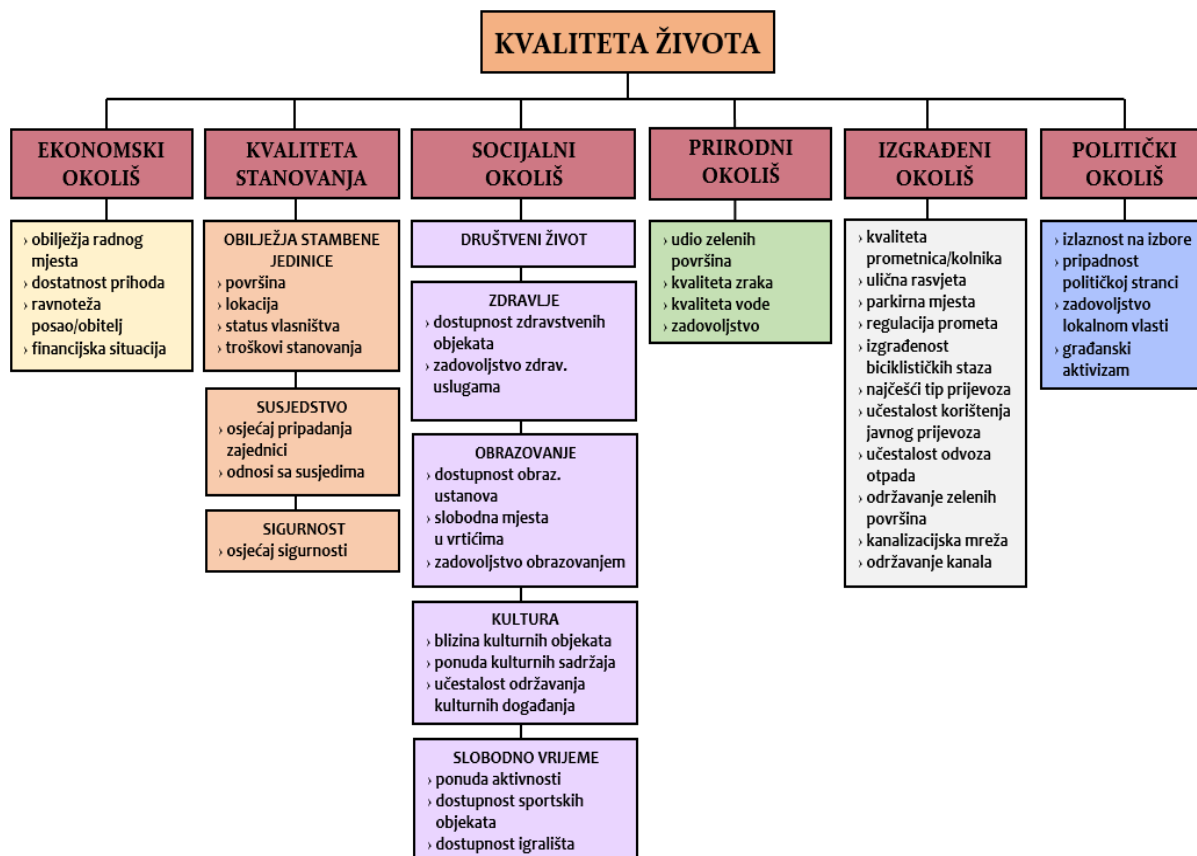 KVALITETA ŽIVOTA
EKONOMSKI
OKOLIŠ
› obilježja radnog
mjesta
› dostatnost prihoda
› ravnoteža
posao/obitelj
› financijska situacija
KVALITETA
STANOVANJA
OBILJEŽJA STAMBENE
JEDINICE
› površina
› lokacija
› status vlasništva
› troškovi stanovanja
SUSJEDSTVO
› osjećaj pripadanja
zajednici
› odnosi sa susjedima
SIGURNOST
› osjećaj sigurnosti
SOCIJALNI
OKOLIŠ
DRUŠTVENI ŽIVOT
ZDRAVLJE
› dostupnost zdravstvenih
objekata
› zadovoljstvo zdrav.
uslugama
OBRAZOVANJE
› dostupnost obraz.
ustanova
› slobodna mjesta
u vrtićima
› zadovoljstvo obrazovanjem
KULTURA
› blizina kulturnih objekata
› ponuda kulturnih sadržaja
› učestalost održavanja
kulturnih događanja
SLOBODNO VRIJEME
› ponuda aktivnosti
› dostupnost sportskih
objekata
› dostupnost igrališta
PRIRODNI
OKOLIŠ
› udio zelenih
površina
› kvaliteta zraka
› kvaliteta vode
› zadovoljstvo
IZGRAĐENI
OKOLIŠ
› kvaliteta
prometnica/kolnika
› ulična rasvjeta
› parkirna mjesta
› regulacija prometa
› izgrađenost
biciklističkih staza
› najčešći tip prijevoza
› učestalost korištenja
javnog prijevoza
› učestalost odvoza
otpada
› održavanje zelenih
površina
› kanalizacijska mreža
› održavanje kanala
POLITIČKI
OKOLIŠ
› izlaznost na izbore
› pripadnost
političkoj stranci
› zadovoljstvo
lokalnom vlasti
› građanski
aktivizam